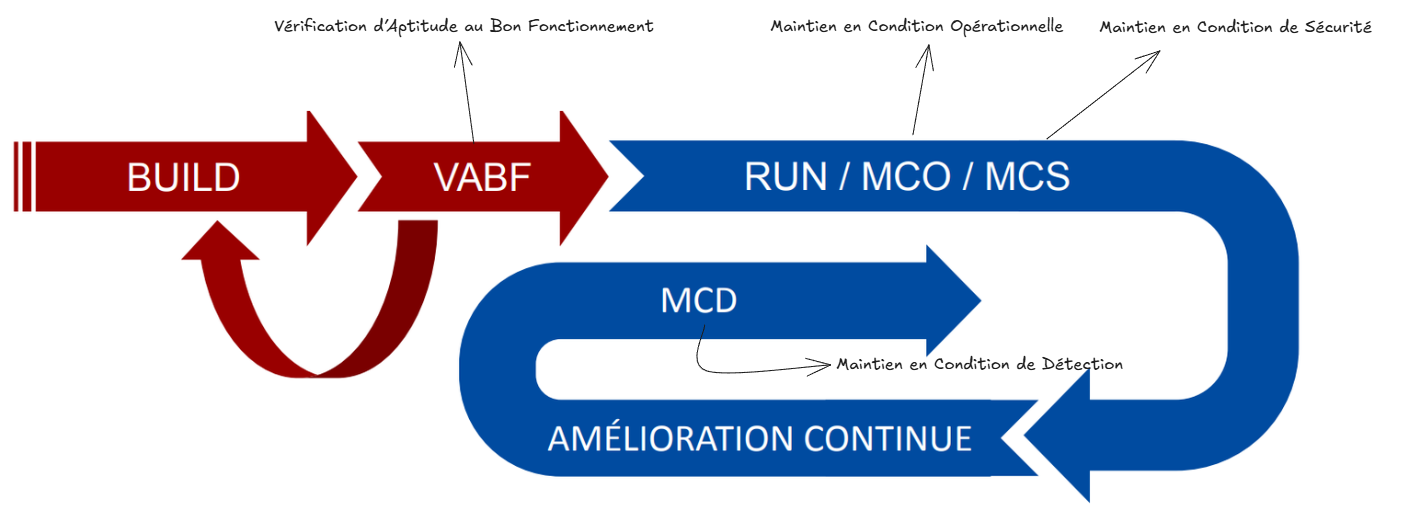 Vérification d'Aptitude au Bon Fonctionnement
Maintien en Condition Opérationnelle
Maintien en Condition de Sécurité
BUILD
VABF
RUN / MCO / MCS
MCD
Maintien en Condition de Détection
AMÉLIORATION CONTINUE